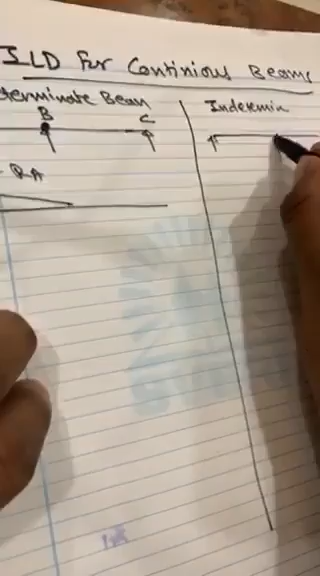 ILD for Continious Beams
terminate Beam
Indetermin
B
C
RA